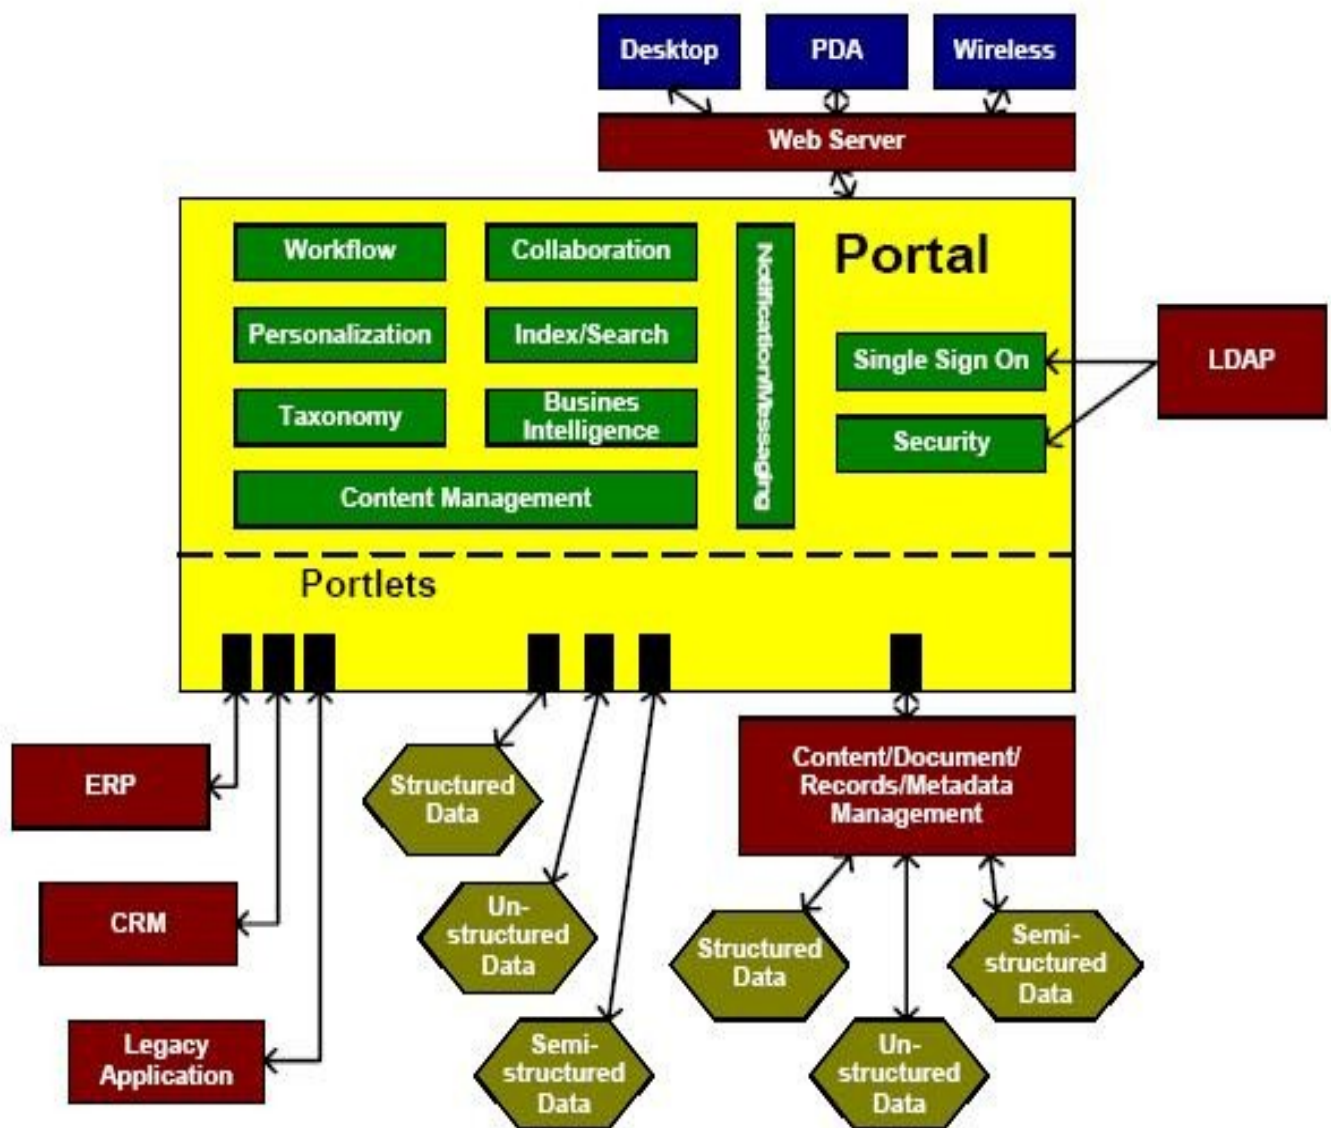 Desktop
PDA
Wireless
Web Server
Portal
Workflow
Collaboration
Notification/Messaging
Personalization
Index/Search
Single Sign On
LDAP
Taxonomy
Busines
Intelligence
Security
Content Management
Portlets
ERP
Structured
Data
Content/Document/
Records/Metadata
Management
CRM
Un-
structured
Data
Structured
Data
Semi-
structured
Data
Legacy
Application
Semi-
structured
Data
Un-
structured
Data